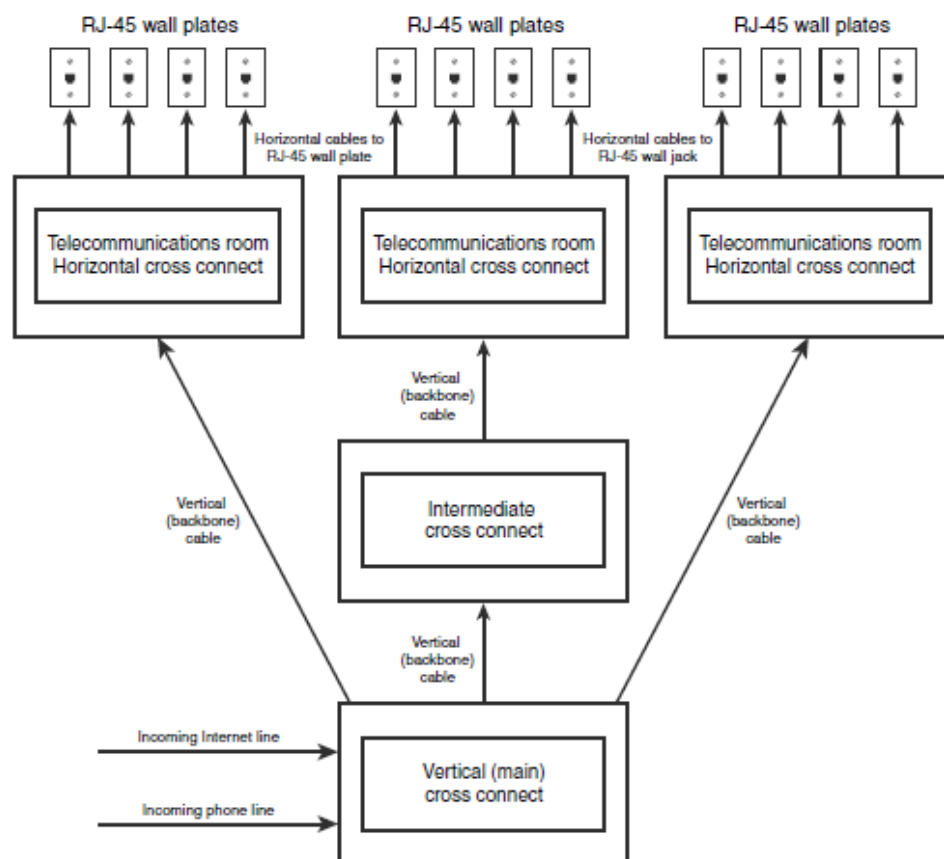 RJ-45 wall plates
RJ-45 wall plates
RJ-45 wall plates
Horizontal cables to
RJ-45 wall plate
Horizontal cables to
RJ-45 wall jack
Telecommunications room
Horizontal cross connect
Telecommunications room
Horizontal cross connect
Telecommunications room
Horizontal cross connect
Vertical
(backbone)
cable
Vertical
(backbone)
cable
Intermediate
cross connect
Vertical
(backbone)
cable
Vertical
(backbone)
cable
Incoming Internet line
Incoming phone line
Vertical (main)
cross connect